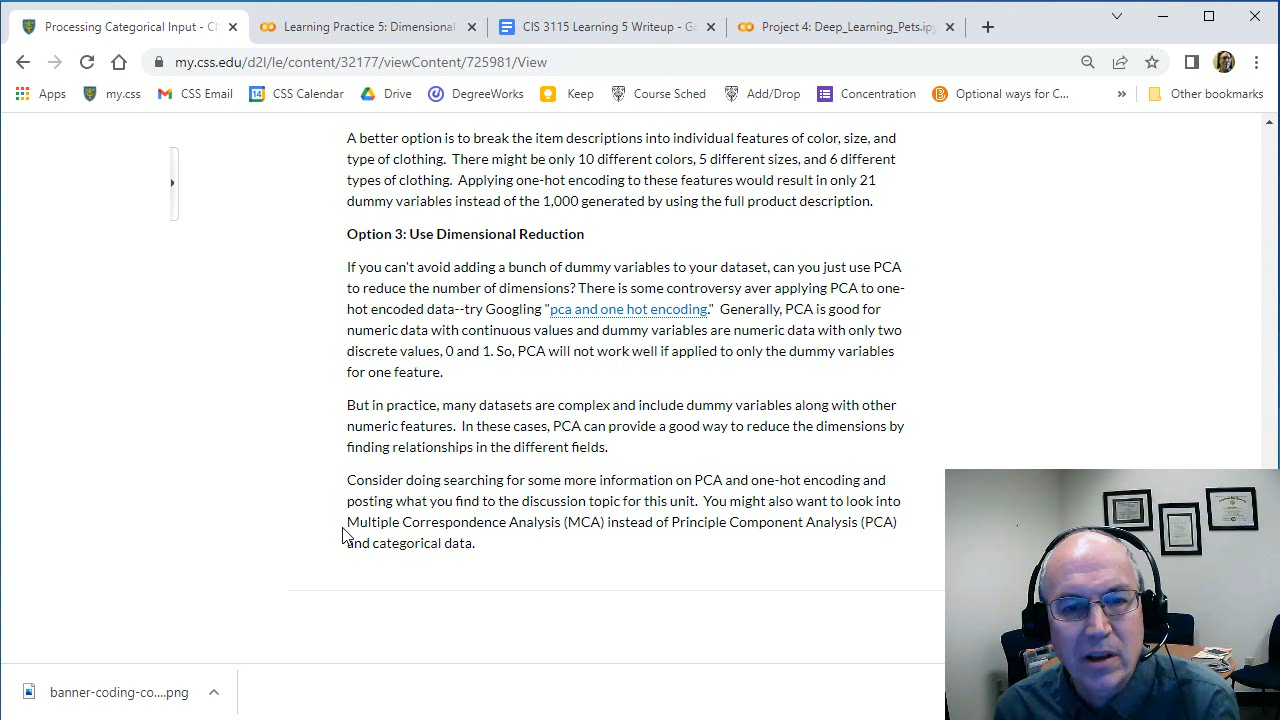 Processing Categorical Input - C
Learning Practice 5: Dimensional
CIS 3115 Learning 5 Writeup - Go
Project 4: Deep_Learning_Pets.ipy
my.css.edu/d2l/le/content/32177/viewContent/725981/View
Apps
my.css
CSS Email
14
CSS Calendar
Drive
DegreeWorks
Keep
Course Sched
Add/Drop
Concentration
Optional ways for C...
»
Other bookmarks
A better option is to break the item descriptions into individual features of color, size, and
type of clothing. There might be only 10 different colors, 5 different sizes, and 6 different
types of clothing. Applying one-hot encoding to these features would result in only 21
dummy variables instead of the 1,000 generated by using the full product description.
Option 3: Use Dimensional Reduction
If you can't avoid adding a bunch of dummy variables to your dataset, can you just use PCA
to reduce the number of dimensions? There is some controversy aver applying PCA to one-
hot encoded data--try Googling "pca and one hot encoding." Generally, PCA is good for
numeric data with continuous values and dummy variables are numeric data with only two
discrete values, 0 and 1. So, PCA will not work well if applied to only the dummy variables
for one feature.
But in practice, many datasets are complex and include dummy variables along with other
numeric features. In these cases, PCA can provide a good way to reduce the dimensions by
finding relationships in the different fields.
Consider doing searching for some more information on PCA and one-hot encoding and
posting what you find to the discussion topic for this unit. You might also want to look into
Multiple Correspondence Analysis (MCA) instead of Principle Component Analysis (PCA)
and categorical data.
banner-coding-co....png